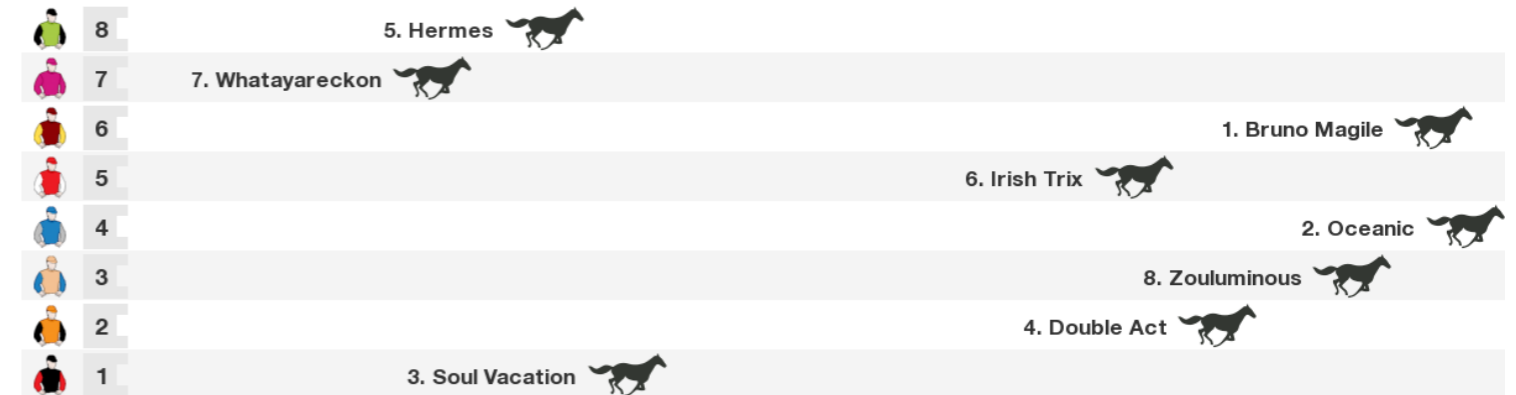 8 5. Hermes
7 7. Whatayareckon
6 1. Bruno Magile
5 6. Irish Trix
4 2. Oceanic
3 8. Zouluminous
2 4. Double Act
1 3. Soul Vacation